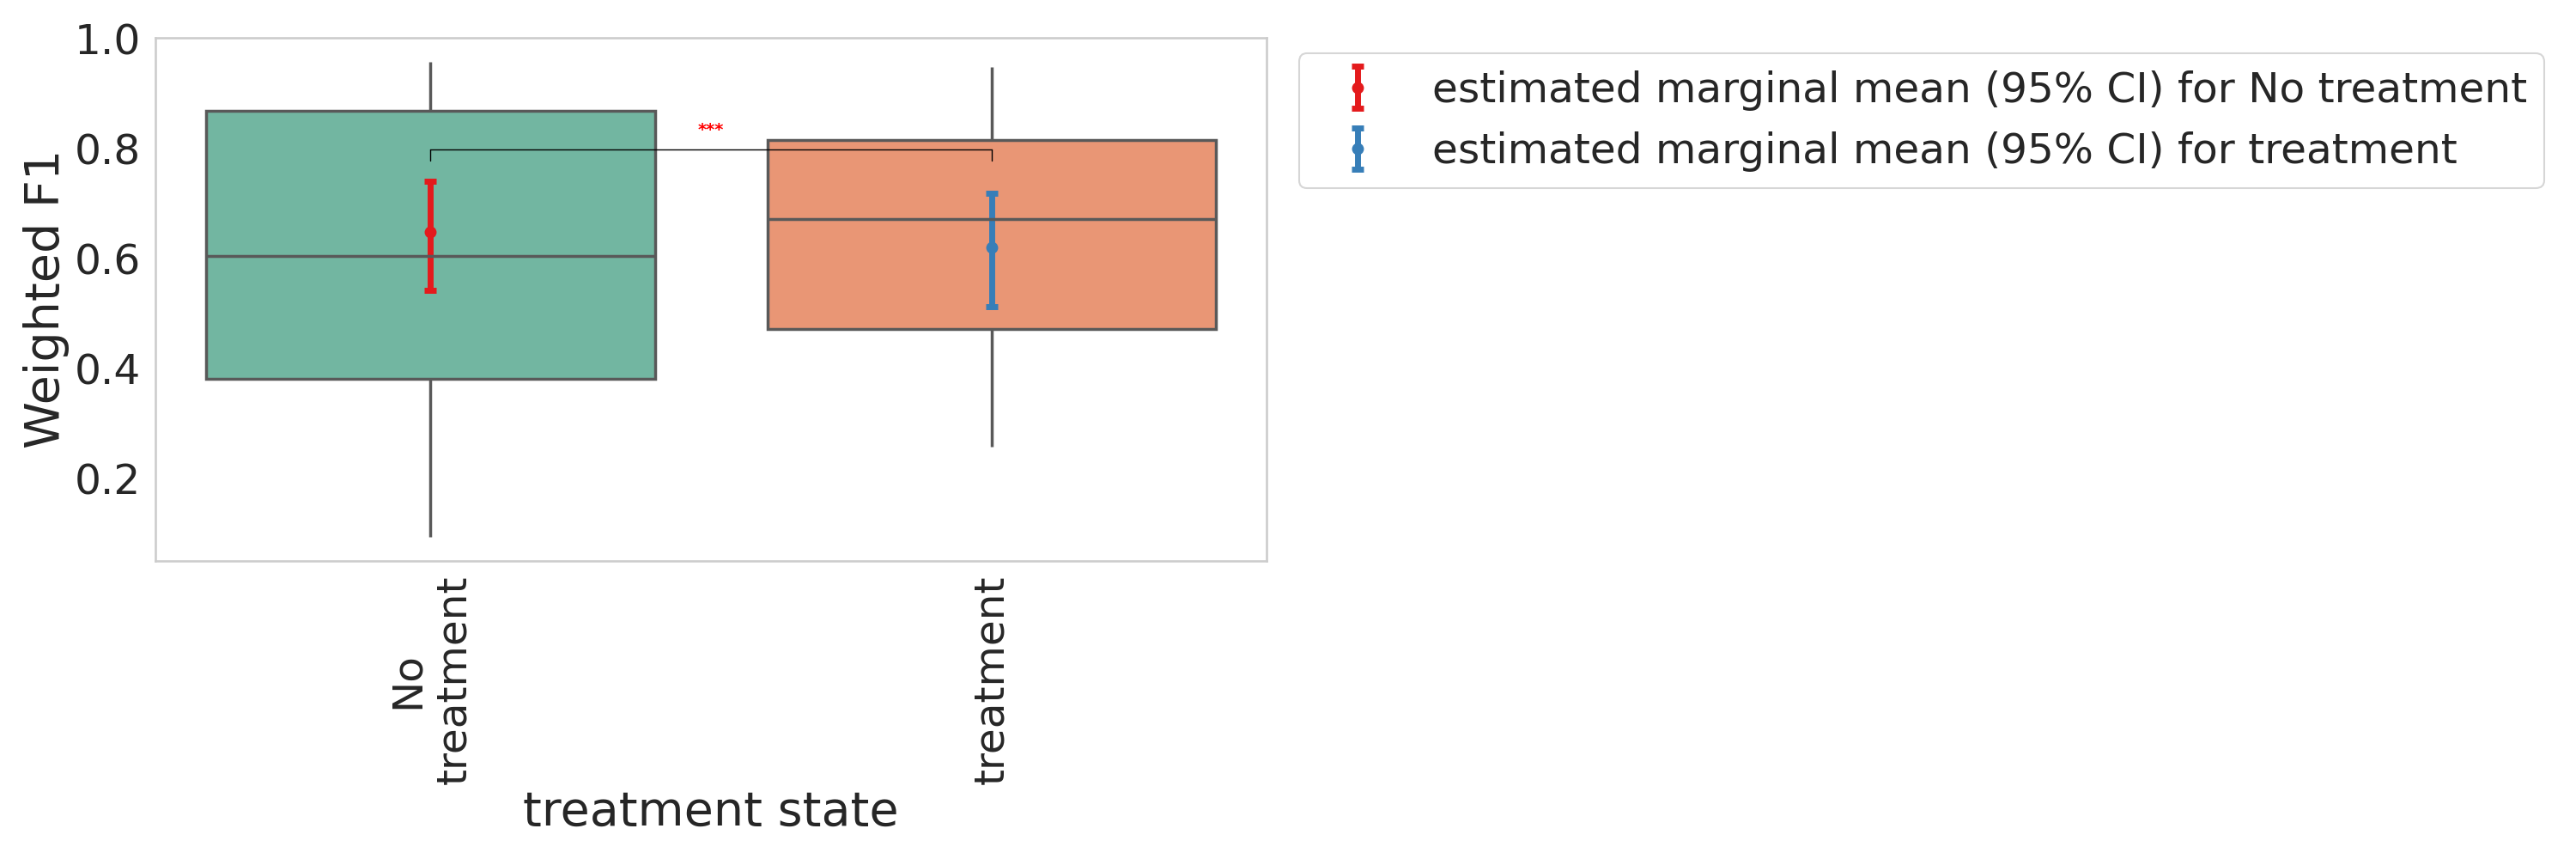 1.0
0.8
0.6
0.4
0.2
Weighted F1
***
No
treatment
treatment
treatment state
estimated marginal mean (95% CI) for No treatment
estimated marginal mean (95% CI) for treatment